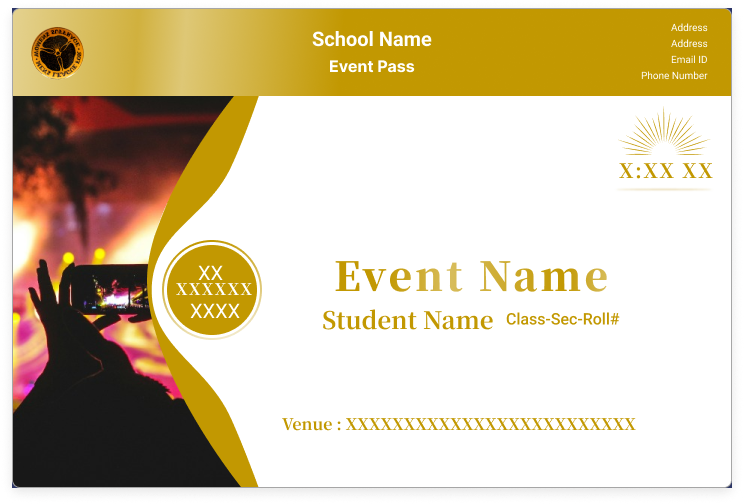 School Name
Event Pass
Address
Address
Email ID
Phone Number
X:XX XX
XX
XXXXXX
XXXX
Event Name
Student Name Class-Sec-Roll#
Venue : XXXXXXXXXXXXXXXXXXXXXXXXX